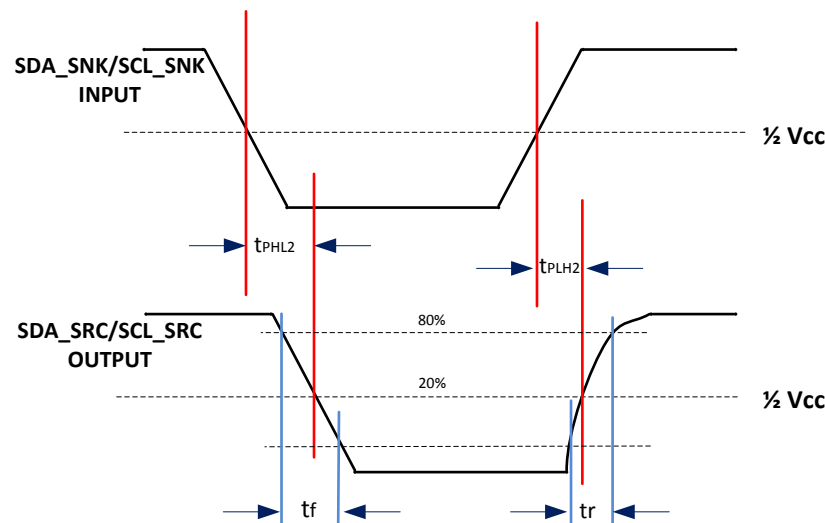 SDA_SNK/SCL_SNK
INPUT
½ Vcc
tPHL2
tPLH2
SDA_SRC/SCL_SRC
OUTPUT
80%
20%
½ Vcc
tf
tr